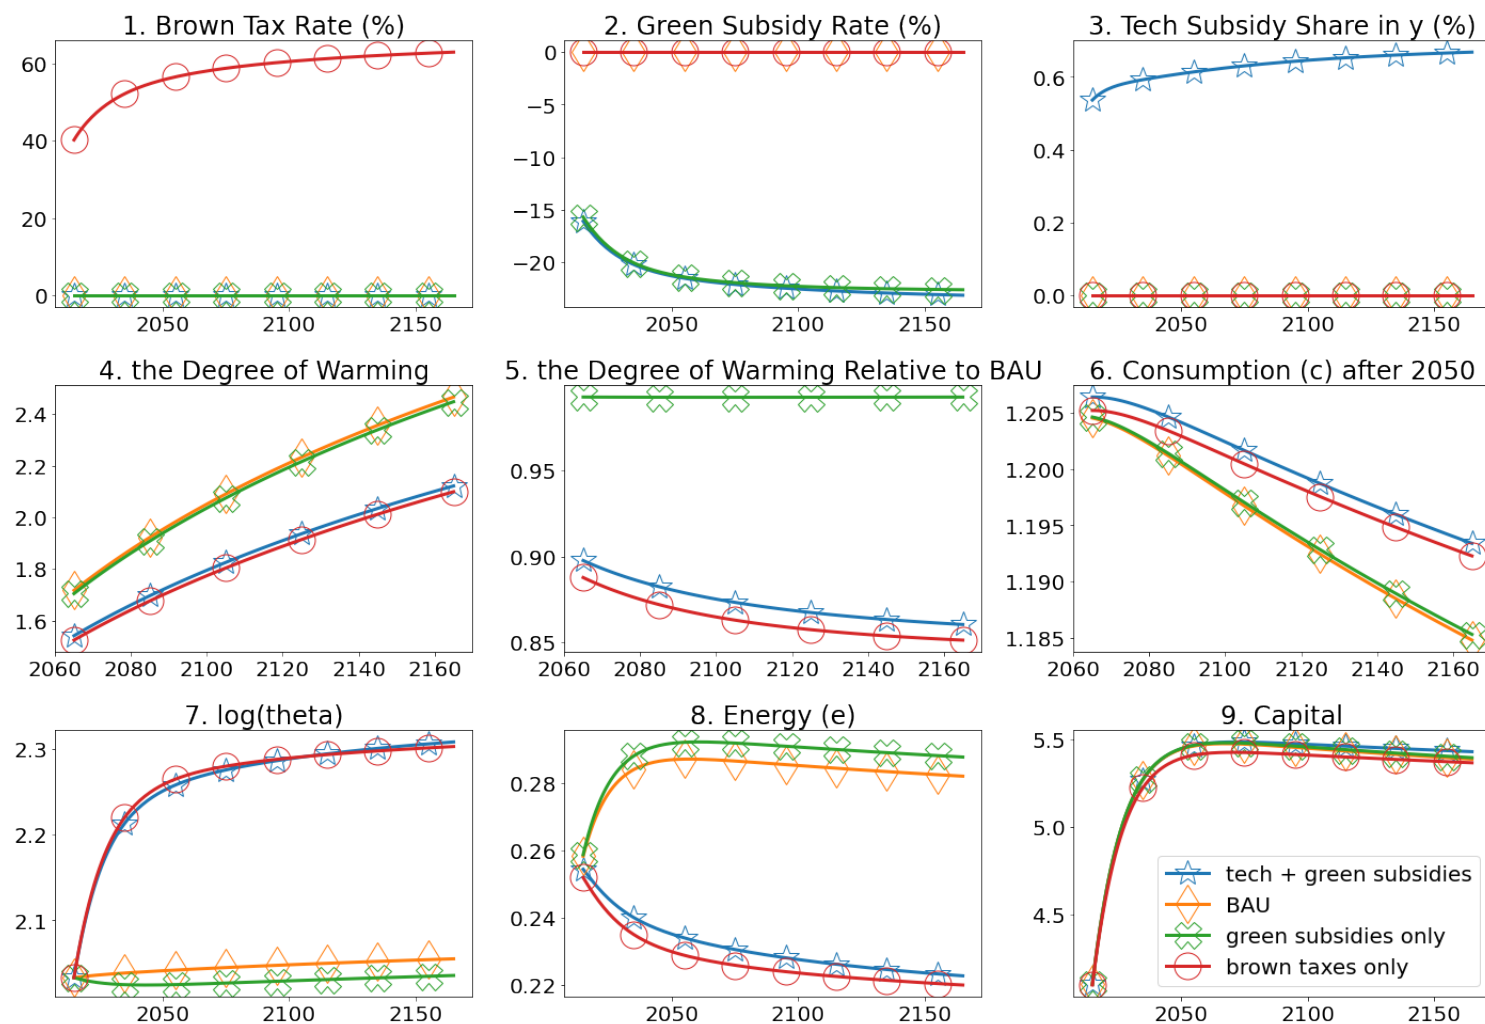 1. Brown Tax Rate (%)
2. Green Subsidy Rate (%)
3. Tech Subsidy Share in y (%)
60
40
20
0
2050 2100 2150
0
−5
−10
−15
−20
2050 2100 2150
0.6
0.4
0.2
0.0
2050 2100 2150
4. the Degree of Warming
5. the Degree of Warming Relative to BAU
6. Consumption (c) after 2050
2.4
2.2
2.0
1.8
1.6
2060 2080 2100 2120 2140 2160
0.95
0.90
0.85
2060 2080 2100 2120 2140 2160
1.205
1.200
1.195
1.190
1.185
2060 2080 2100 2120 2140 2160
7. log(theta)
8. Energy (e)
9. Capital
2.3
2.2
2.1
2050 2100 2150
0.28
0.26
0.24
0.22
2050 2100 2150
5.5
5.0
4.5
tech + green subsidies
BAU
green subsidies only
brown taxes only
2050 2100 2150